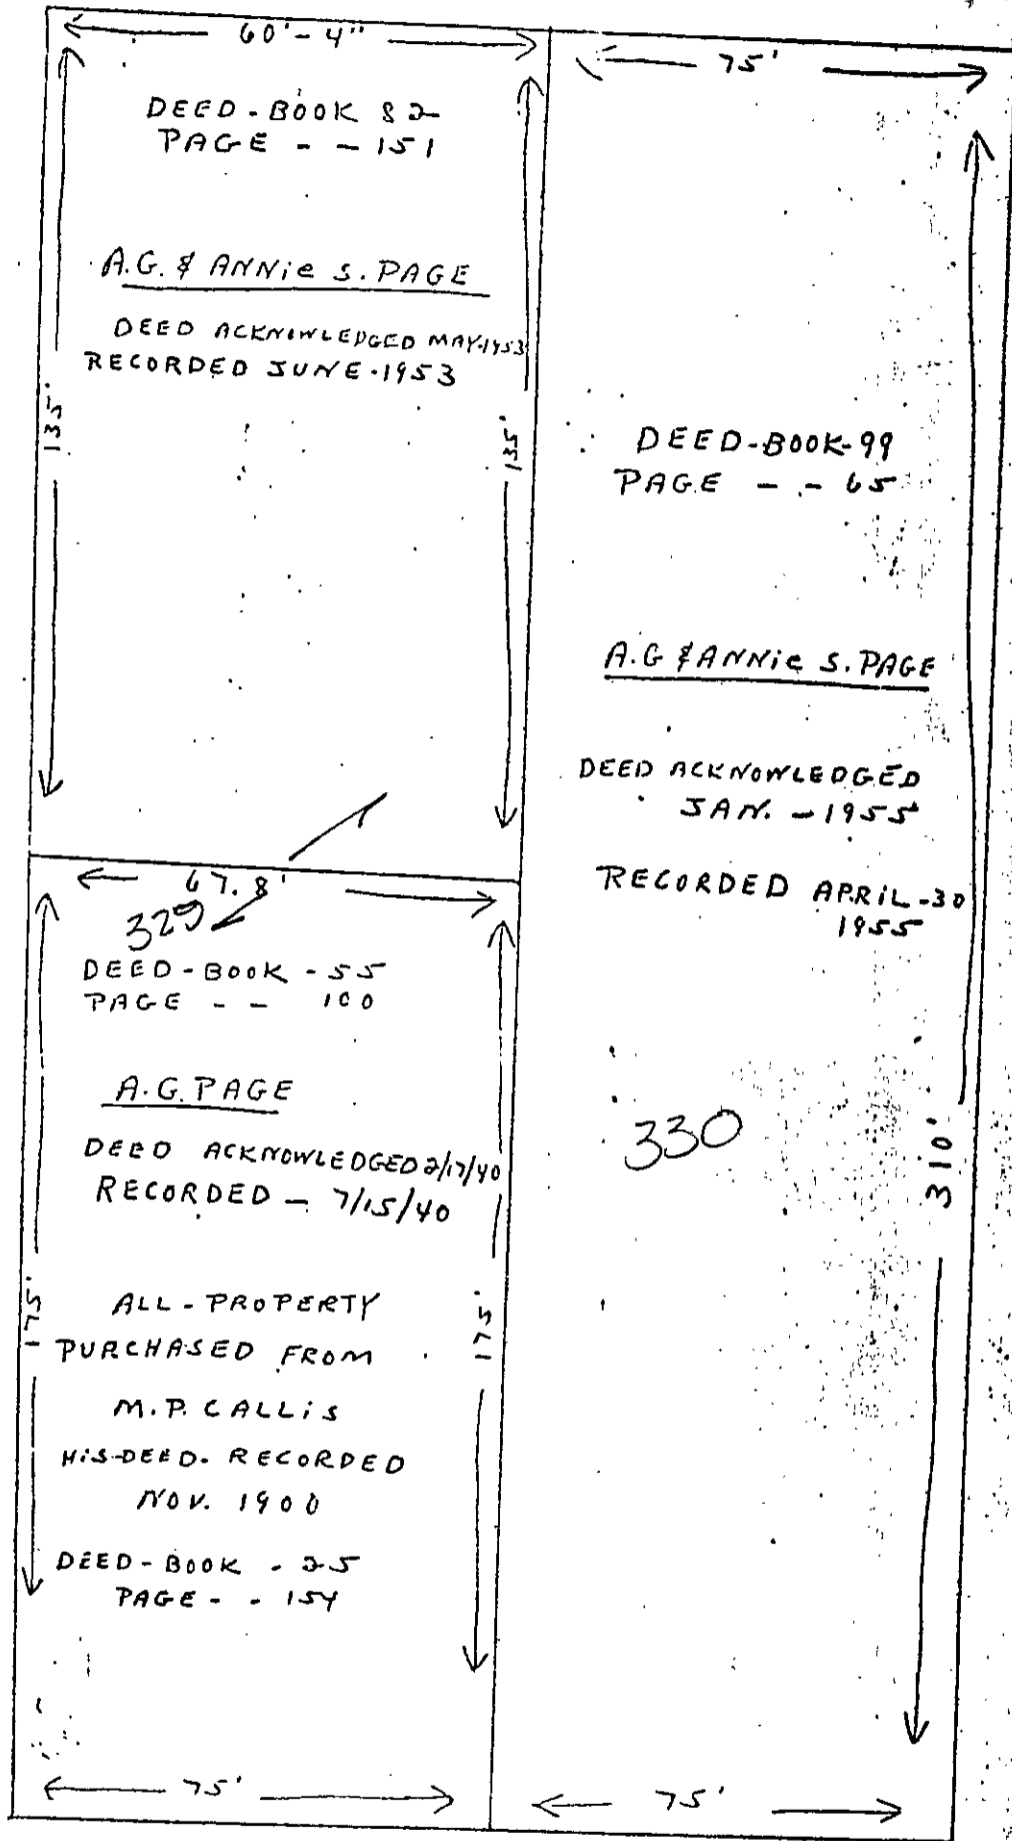 60'-4"
DEED-BOOK 82
PAGE - - 151
A.G. & ANNIE S. PAGE
DEED ACKNOWLEDGED MAY-1953
RECORDED JUNE-1953
135'
135'
67.8'
329
DEED-BOOK-55
PAGE - - 100
A.G. PAGE
DEED ACKNOWLEDGED 2/17/40
RECORDED - 7/15/40
175'
175'
ALL-PROPERTY
PURCHASED FROM
M.P. CALLIS
HIS-DEED. RECORDED
NOV. 1900
DEED-BOOK - 25
PAGE - - 154
75'
75'
DEED-BOOK-99
PAGE - - 65
A.G & ANNIE S. PAGE
DEED ACKNOWLEDGED
JAN. - 1955
RECORDED APRIL-30
1955
330
310'
75'